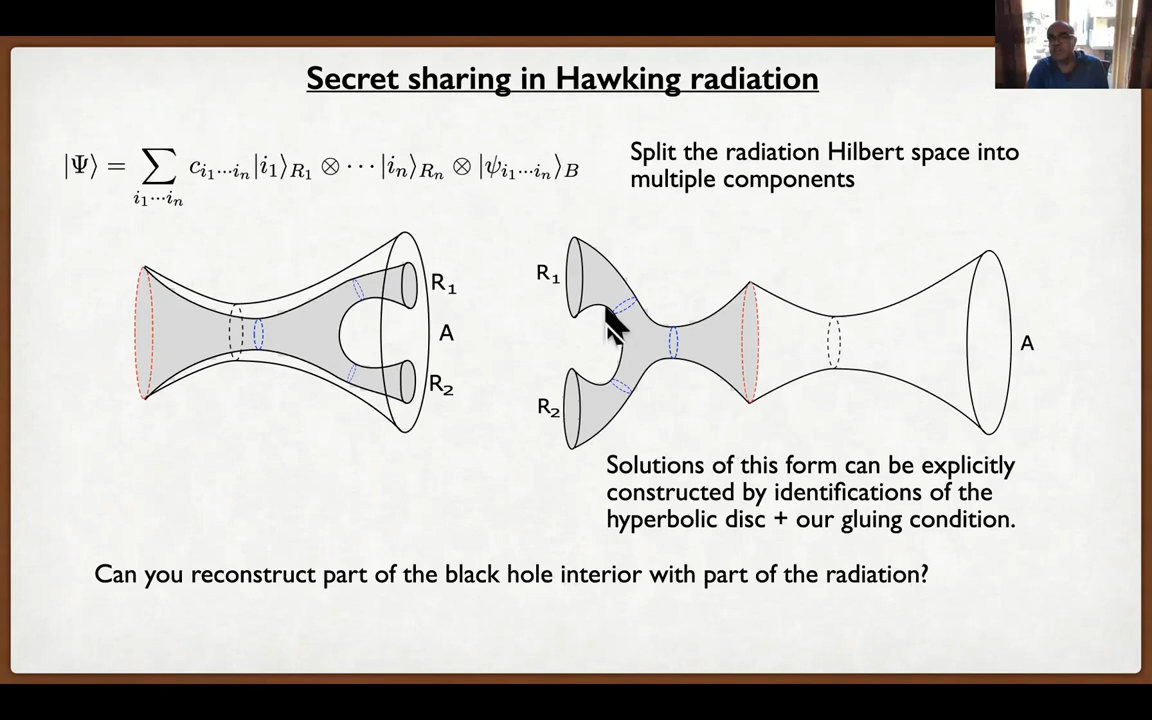 Secret sharing in Hawking radiation
|Ψ⟩ = ∑_{i₁⋯iₙ} c_{i₁⋯iₙ}|i₁⟩_{R₁} ⊗ ⋯ |iₙ⟩_{Rₙ} ⊗ |ψ_{i₁⋯iₙ}⟩_B
Split the radiation Hilbert space into
multiple components
R₁
A
R₂
R₁
R₂
A
Solutions of this form can be explicitly
constructed by identifications of the
hyperbolic disc + our gluing condition.
Can you reconstruct part of the black hole interior with part of the radiation?